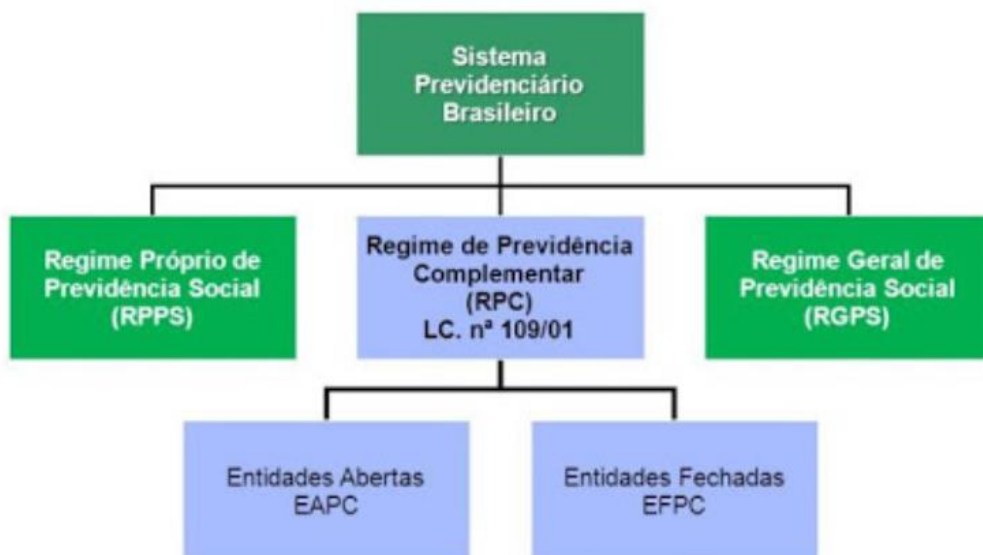 Sistema
Previdenciário
Brasileiro
Regime Próprio de
Previdência Social
(RPPS)
Regime de Previdência
Complementar
(RPC)
LC. nª 109/01
Regime Geral de
Previdência Social
(RGPS)
Entidades Abertas
EAPC
Entidades Fechadas
EFPC